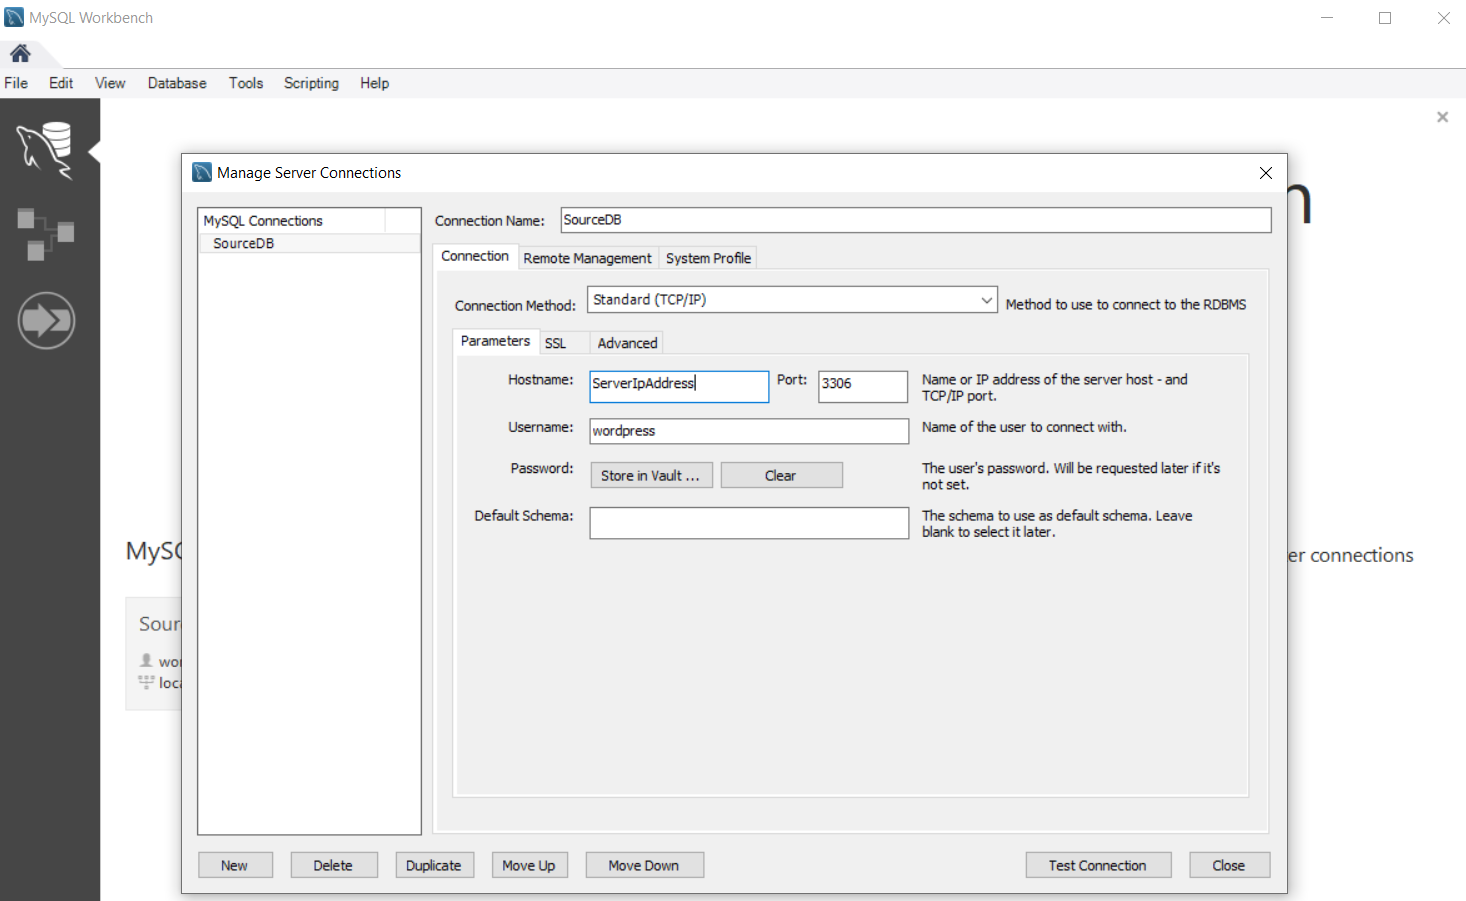 MySQL Workbench
File Edit View Database Tools Scripting Help
Manage Server Connections
MySQL Connections
SourceDB
Connection Name: SourceDB
Connection Remote Management System Profile
Connection Method: Standard (TCP/IP) Method to use to connect to the RDBMS
Parameters SSL Advanced
Hostname: ServerIpAddress Port: 3306 Name or IP address of the server host - and
TCP/IP port.
Username: wordpress Name of the user to connect with.
Password: Store in Vault ... Clear The user's password. Will be requested later if it's
not set.
Default Schema: The schema to use as default schema. Leave
blank to select it later.
er connections
New Delete Duplicate Move Up Move Down Test Connection Close